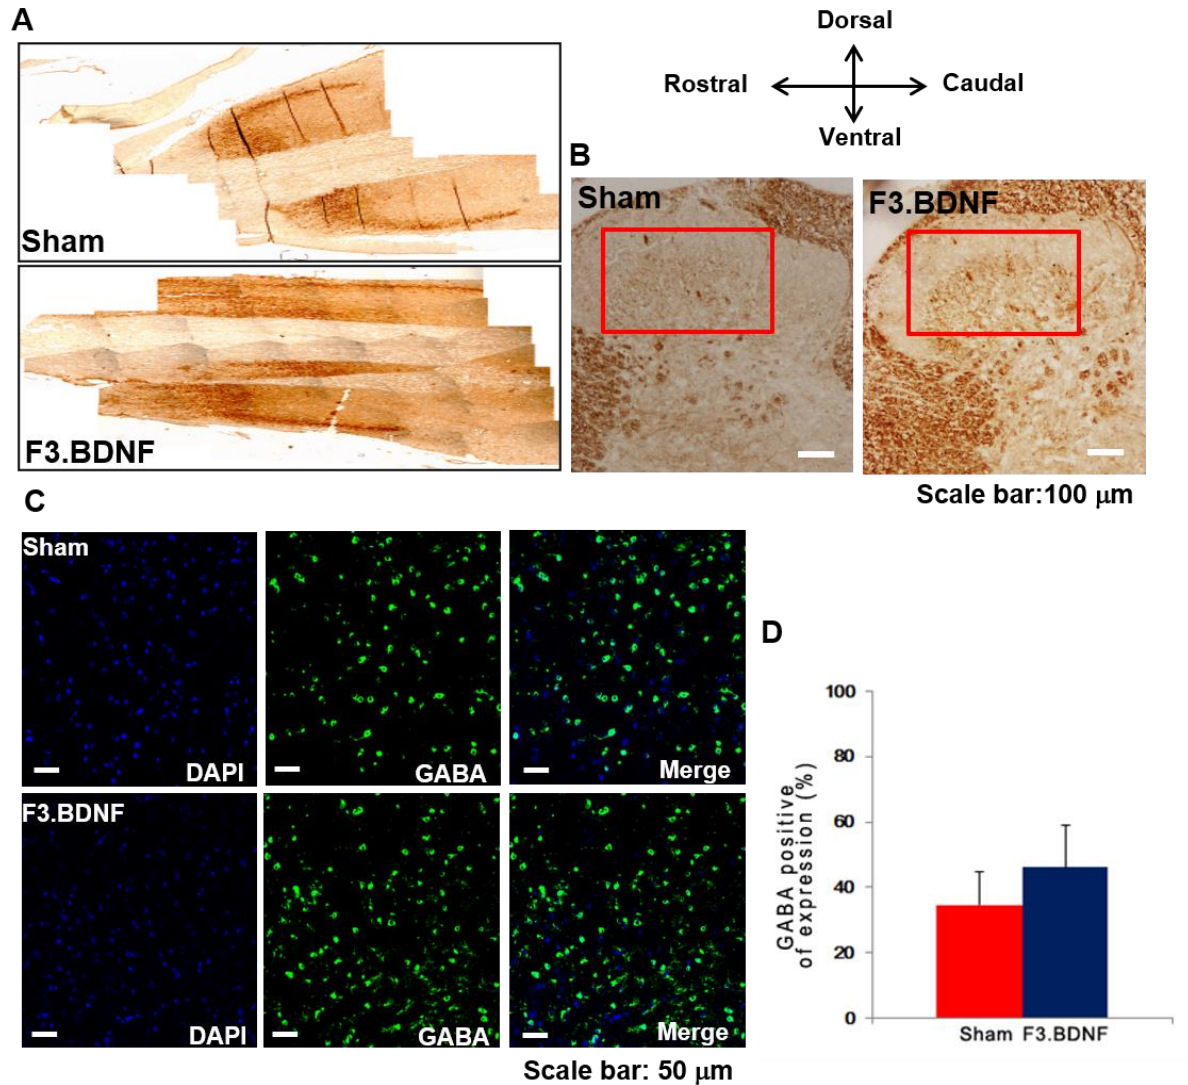 A
Dorsal
Rostral
Caudal
Ventral
Sham
F3.BDNF
B
Sham
F3.BDNF
Scale bar:100 μm
C
Sham
DAPI
GABA
Merge
F3.BDNF
DAPI
GABA
Merge
Scale bar: 50 μm
D
GABA positive
of expression (%)
100
80
60
40
20
0
Sham F3.BDNF